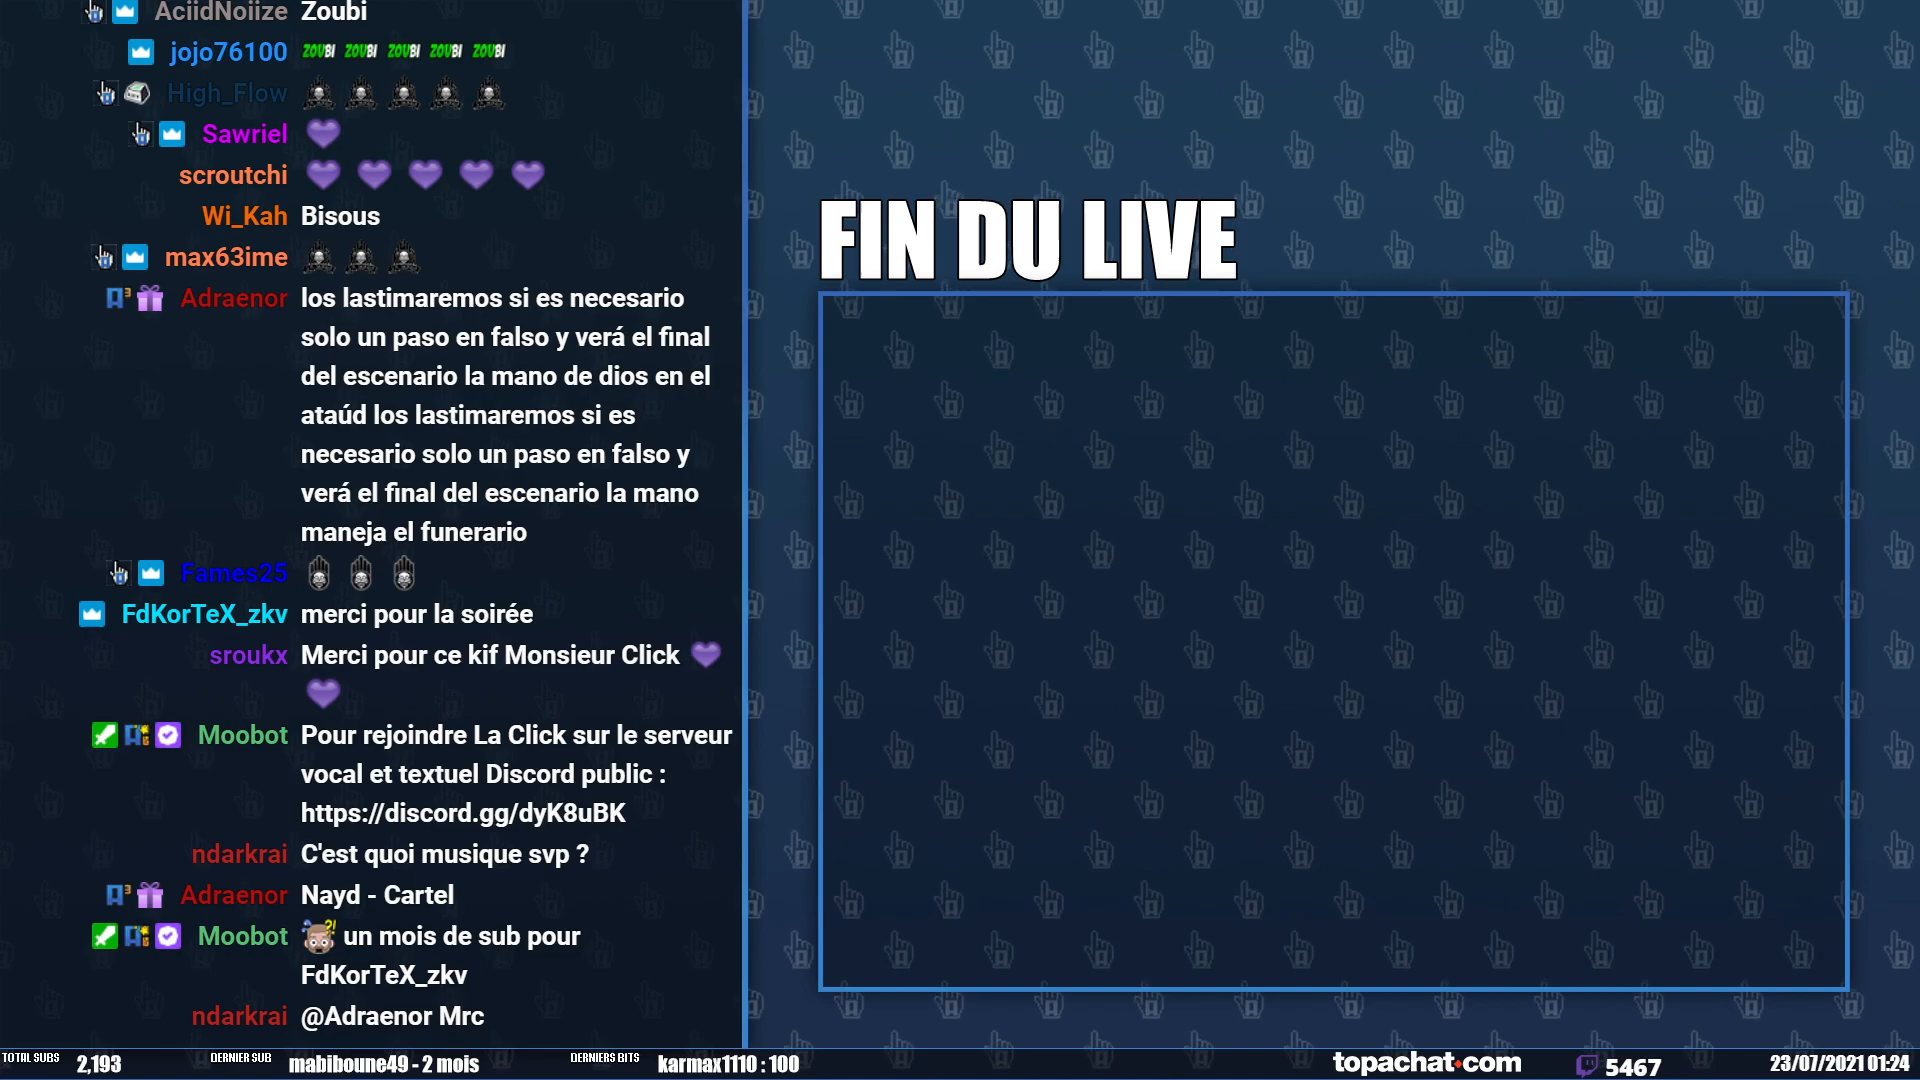 AciidNoiize Zoubi
jojo76100 ZOUBI ZOUBI ZOUBI ZOUBI ZOUBI
High_Flow
Sawriel
scroutchi
Wi_Kah Bisous
max63ime
Adraenor los lastimaremos si es necesario
solo un paso en falso y verá el final
del escenario la mano de dios en el
ataúd los lastimaremos si es
necesario solo un paso en falso y
verá el final del escenario la mano
maneja el funerario
Fames25
FdKorTeX_zkv merci pour la soirée
sroukx Merci pour ce kif Monsieur Click
Moobot Pour rejoindre La Click sur le serveur
vocal et textuel Discord public :
https://discord.gg/dyK8uBK
ndarkrai C'est quoi musique svp ?
Adraenor Nayd - Cartel
Moobot un mois de sub pour
FdKorTeX_zkv
ndarkrai @Adraenor Mrc
FIN DU LIVE
TOTAL SUBS 2,193 DERNIER SUB mabiboune49 - 2 mois DERNIERS BITS karmax1110 : 100 topachat.com 5467 23/07/2021 01:24